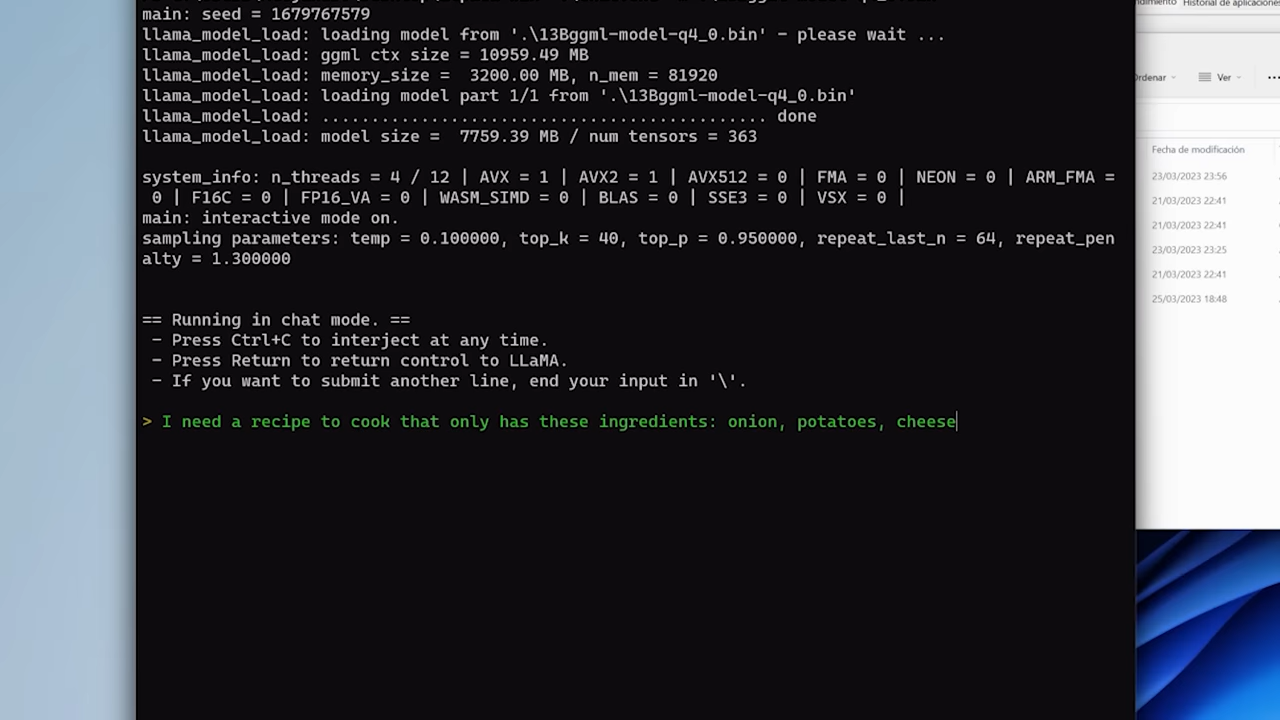 main: seed = 1679767579
llama_model_load: loading model from '.\13Bggml-model-q4_0.bin' - please wait ...
llama_model_load: ggml ctx size = 10959.49 MB
llama_model_load: memory_size =  3200.00 MB, n_mem = 81920
llama_model_load: loading model part 1/1 from '.\13Bggml-model-q4_0.bin'
llama_model_load: ............................................. done
llama_model_load: model size =  7759.39 MB / num tensors = 363
system_info: n_threads = 4 / 12 | AVX = 1 | AVX2 = 1 | AVX512 = 0 | FMA = 0 | NEON = 0 | ARM_FMA =
0 | F16C = 0 | FP16_VA = 0 | WASM_SIMD = 0 | BLAS = 0 | SSE3 = 0 | VSX = 0 |
main: interactive mode on.
sampling parameters: temp = 0.100000, top_k = 40, top_p = 0.950000, repeat_last_n = 64, repeat_pen
alty = 1.300000
== Running in chat mode. ==
- Press Ctrl+C to interject at any time.
- Press Return to return control to LLaMA.
- If you want to submit another line, end your input in '\'.
> I need a recipe to cook that only has these ingredients: onion, potatoes, cheese
Historial de aplicaciones
Ordenar
Ver
...
Fecha de modificación
23/03/2023 23:56
21/03/2023 22:41
21/03/2023 22:41
23/03/2023 23:25
21/03/2023 22:41
25/03/2023 18:48